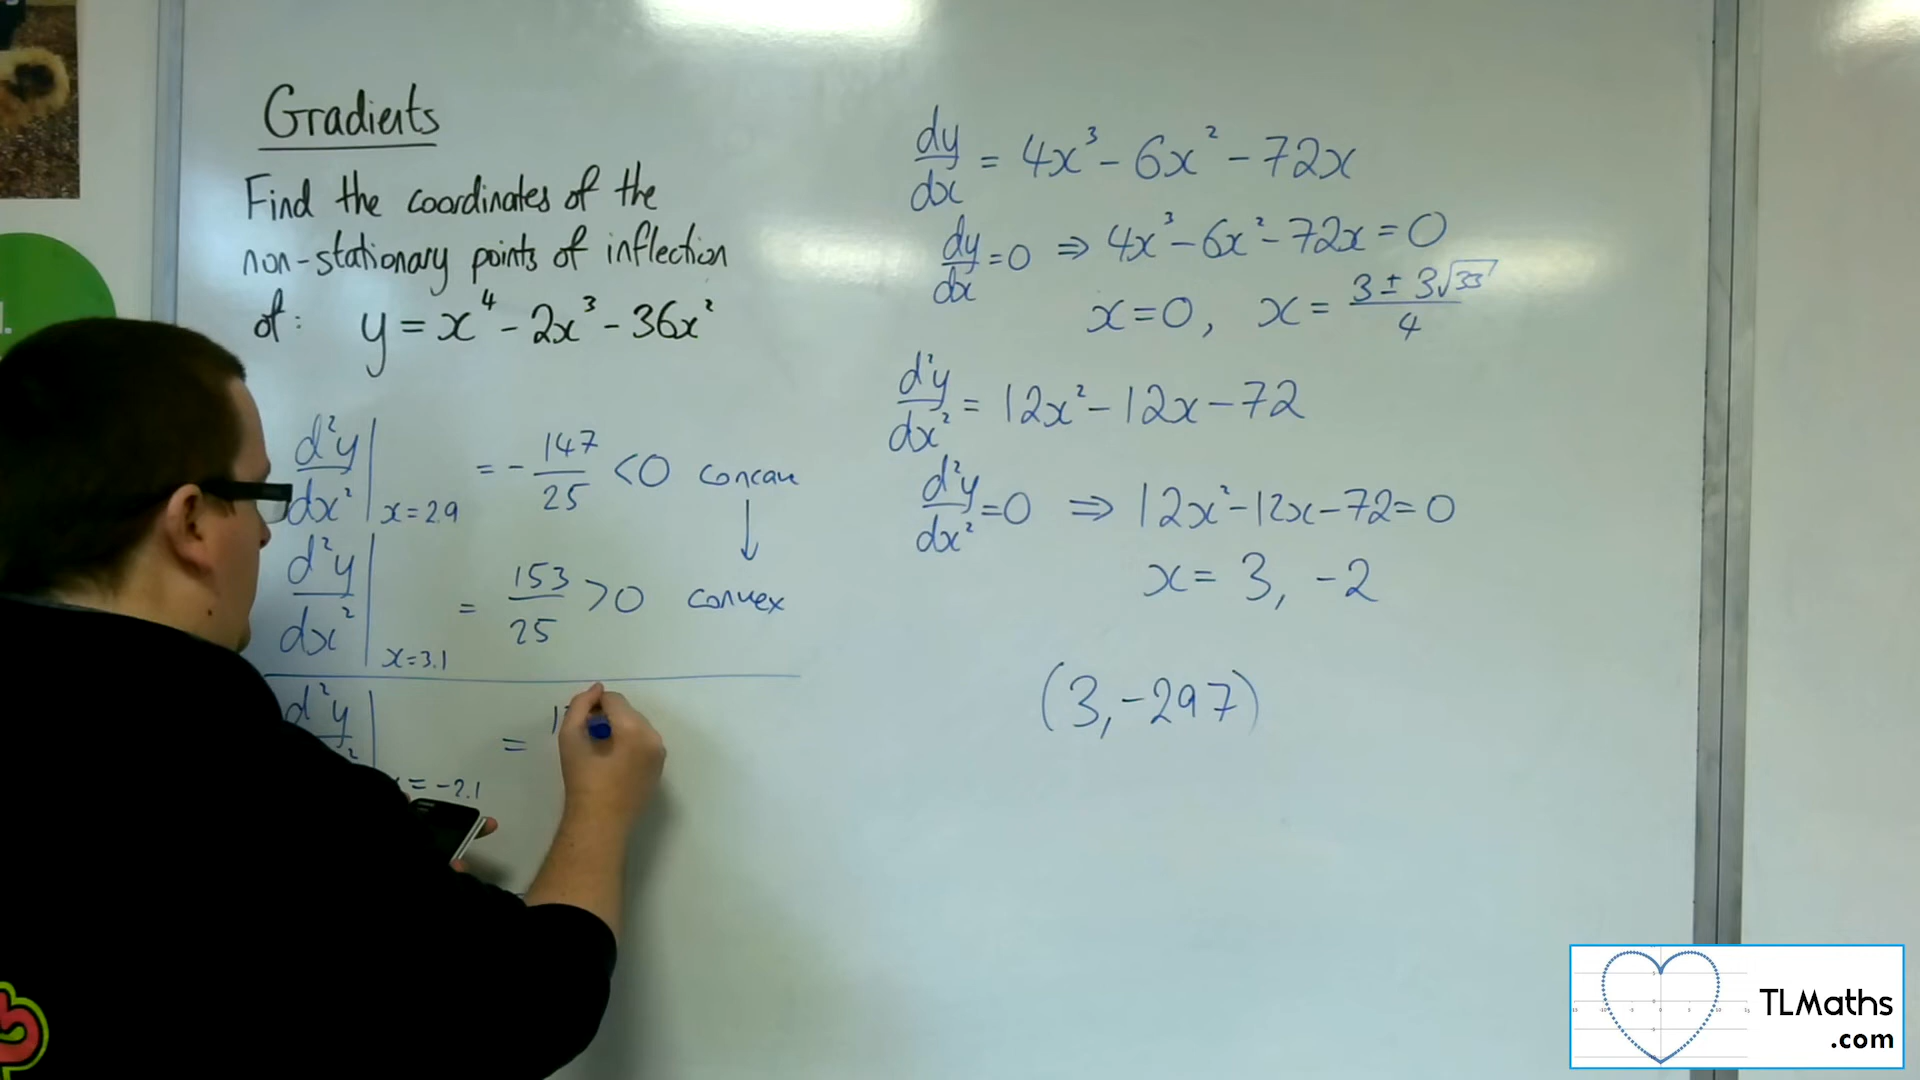 Gradients
Find the coordinates of the
non-stationary points of inflection
of: y = x⁴ - 2x³ - 36x²
d²y/dx² | x=2.9 = -147/25 <0 concave
↓
d²y/dx² | x=3.1 = 153/25 >0 convex
d²y = -2.1 =
dy/dx = 4x³ - 6x² - 72x
dy/dx = 0 ⇒ 4x³ - 6x² - 72x = 0
x = 0, x = (3 ± 3√33)/4
d²y/dx² = 12x² - 12x - 72
d²y/dx² = 0 ⇒ 12x² - 12x - 72 = 0
x = 3, -2
(3, -297)
TLMaths
.com